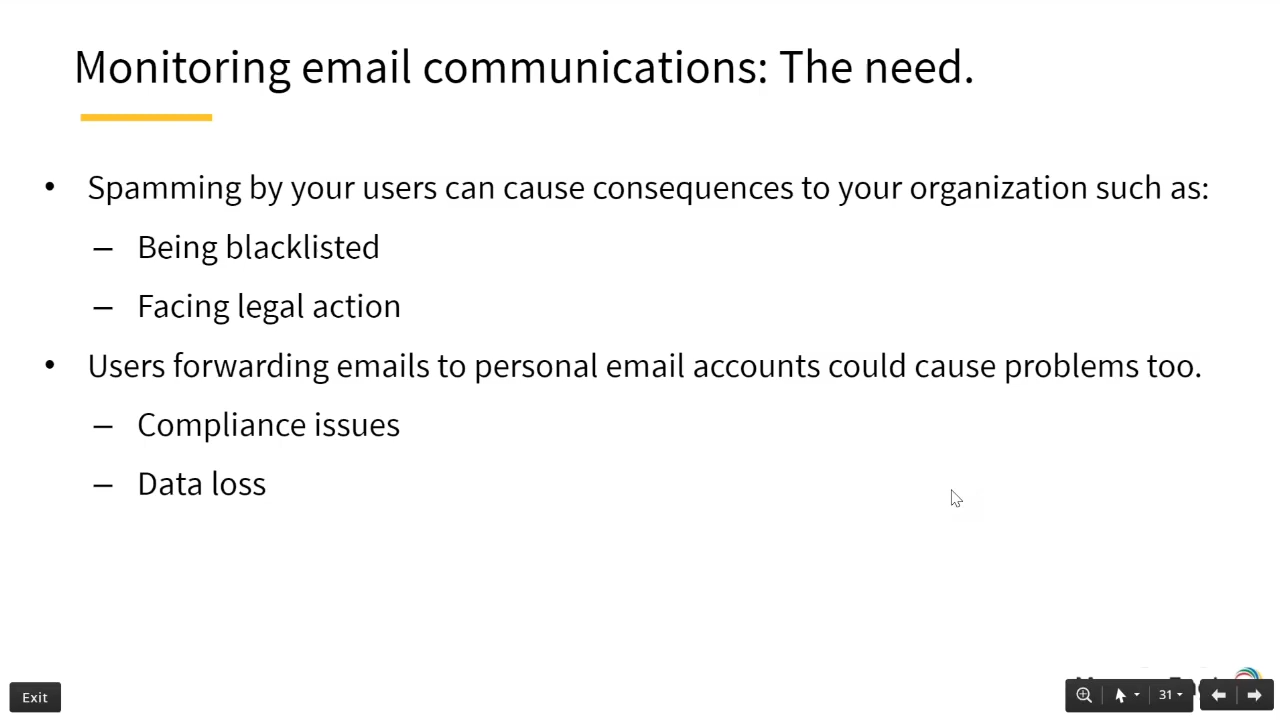 Monitoring email communications: The need.
• Spamming by your users can cause consequences to your organization such as:
– Being blacklisted
– Facing legal action
• Users forwarding emails to personal email accounts could cause problems too.
– Compliance issues
– Data loss
Exit
31